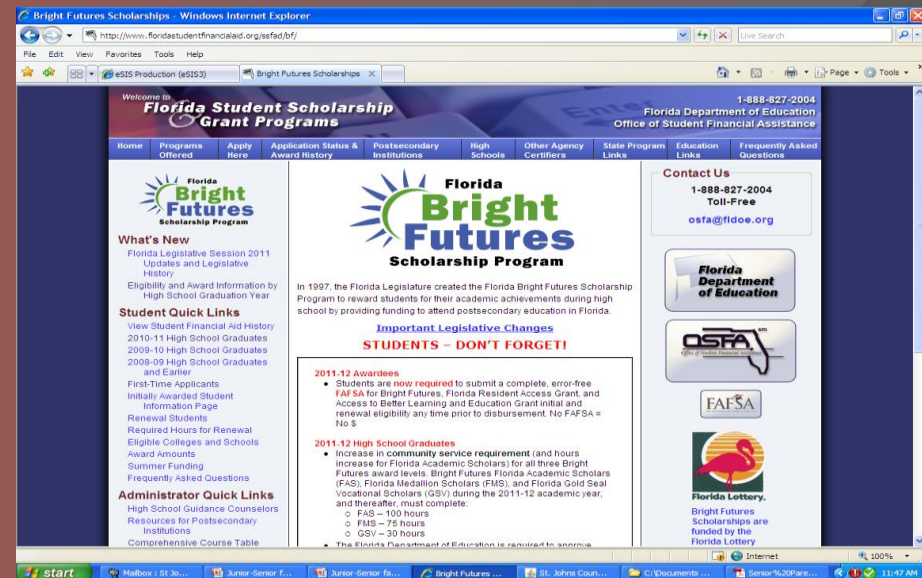 Bright Futures Scholarships - Windows Internet Explorer
http://www.floridastudentfinancialaid.org/ssfad/bf/
Live Search
File Edit View Favorites Tools Help
eSIS Production (eSIS3)
Bright Futures Scholarships
Page
Tools
Welcome to
Florida Student Scholarship
& Grant Programs
1-888-827-2004
Florida Department of Education
Office of Student Financial Assistance
Home
Programs Offered
Apply Here
Application Status & Award History
Postsecondary Institutions
High Schools
Other Agency Certifiers
State Program Links
Education Links
Frequently Asked Questions
Florida
Bright
Futures
Scholarship Program
What's New
Florida Legislative Session 2011
Updates and Legislative
History
Eligibility and Award Information by
High School Graduation Year
Student Quick Links
View Student Financial Aid History
2010-11 High School Graduates
2009-10 High School Graduates
2008-09 High School Graduates
and Earlier
First-Time Applicants
Initially Awarded Student
Information Page
Renewal Students
Required Hours for Renewal
Eligible Colleges and Schools
Award Amounts
Summer Funding
Frequently Asked Questions
Administrator Quick Links
High School Guidance Counselors
Resources for Postsecondary
Institutions
Comprehensive Course Table
Florida
Bright
Futures
Scholarship Program
In 1997, the Florida Legislature created the Florida Bright Futures Scholarship
Program to reward students for their academic achievements during high
school by providing funding to attend postsecondary education in Florida.
Important Legislative Changes
STUDENTS – DON'T FORGET!
2011-12 Awardees
• Students are now required to submit a complete, error-free
FAFSA for Bright Futures, Florida Resident Access Grant, and
Access to Better Learning and Education Grant initial and
renewal eligibility any time prior to disbursement. No FAFSA =
No $
2011-12 High School Graduates
• Increase in community service requirement (and hours
increase for Florida Academic Scholars) for all three Bright
Futures award levels. Bright Futures Florida Academic Scholars
(FAS), Florida Medallion Scholars (FMS), and Florida Gold Seal
Vocational Scholars (GSV) during the 2011-12 academic year,
and thereafter, must complete:
○ FAS – 100 hours
○ FMS – 75 hours
○ GSV – 30 hours
• The Florida Department of Education is required to approve
Contact Us
1-888-827-2004
Toll-Free
osfa@fldoe.org
Florida
Department
of Education
OSFA
sm
Office of Student Financial Assistance
FAFSA
Florida Lottery.
Bright Futures
Scholarships are
funded by the
Florida Lottery
Internet
100%
start
Mailbox : St Jo...
Junior-Senior f...
Junior-Senior fa...
Bright Futures ...
St. Johns Coun...
C:\Documents ...
Senior%20Pare...
11:47 AM